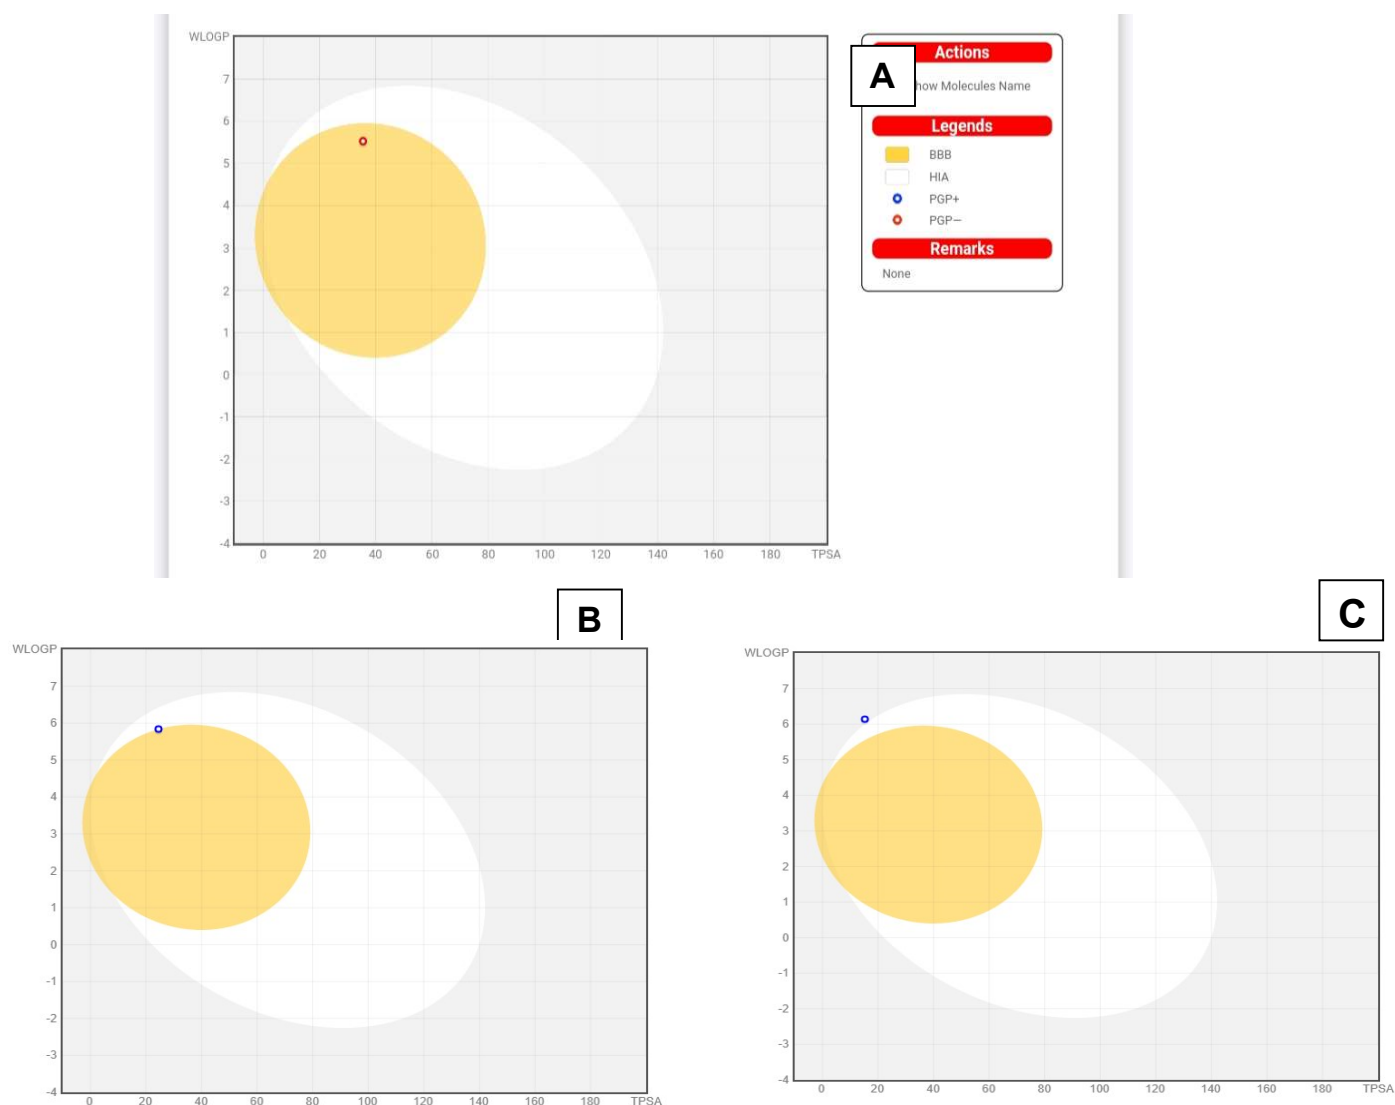 WLOGP
7
6
5
4
3
2
1
0
-1
-2
-3
-4
0 20 40 60 80 100 120 140 160 180 TPSA
A
Actions
how Molecules Name
Legends
BBB
HIA
PGP+
PGP−
Remarks
None
B
WLOGP
7
6
5
4
3
2
1
0
-1
-2
-3
-4
0 20 40 60 80 100 120 140 160 180 TPSA
C
WLOGP
7
6
5
4
3
2
1
0
-1
-2
-3
-4
0 20 40 60 80 100 120 140 160 180 TPSA